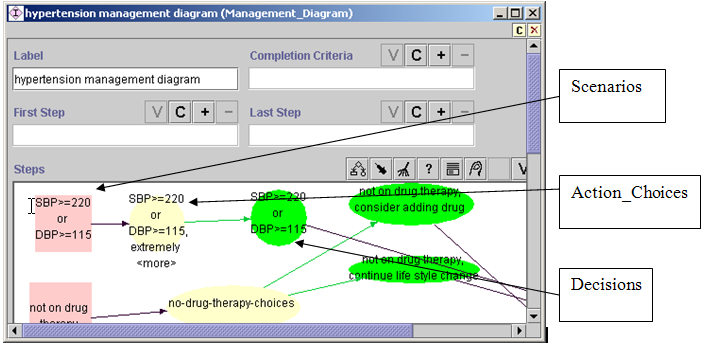 hypertension management diagram (Management_Diagram)
C
Label
Completion Criteria
V C + −
hypertension management diagram
First Step
V C + −
Last Step
V C + −
Steps
?
V
SBP>=220
or
DBP>=115
SBP>=220
or
DBP>=115,
extremely
<more>
SBP>=220
or
DBP>=115
not on drug therapy,
consider adding drug
not on drug therapy,
continue life style change
not on drug
therapy
no-drug-therapy-choices
Scenarios
Action_Choices
Decisions